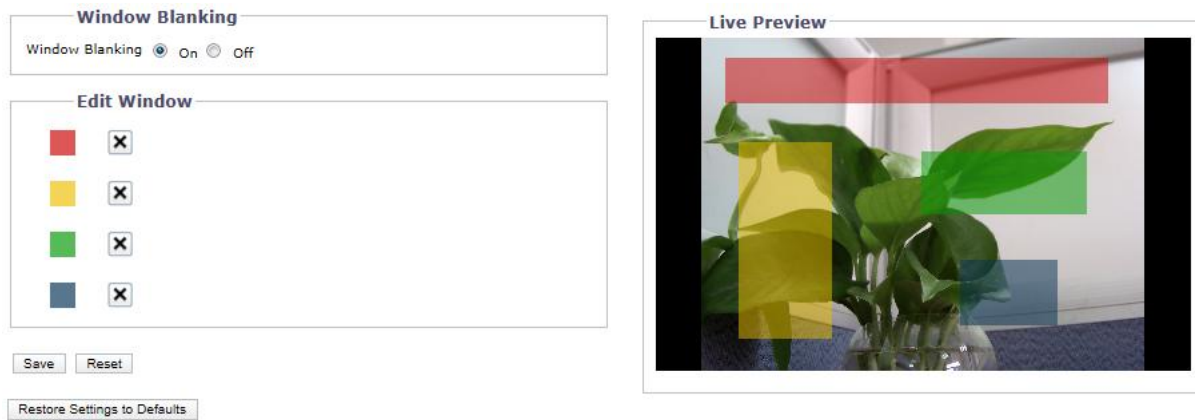 Window Blanking
Window Blanking On Off
Edit Window
Save Reset
Restore Settings to Defaults
Live Preview